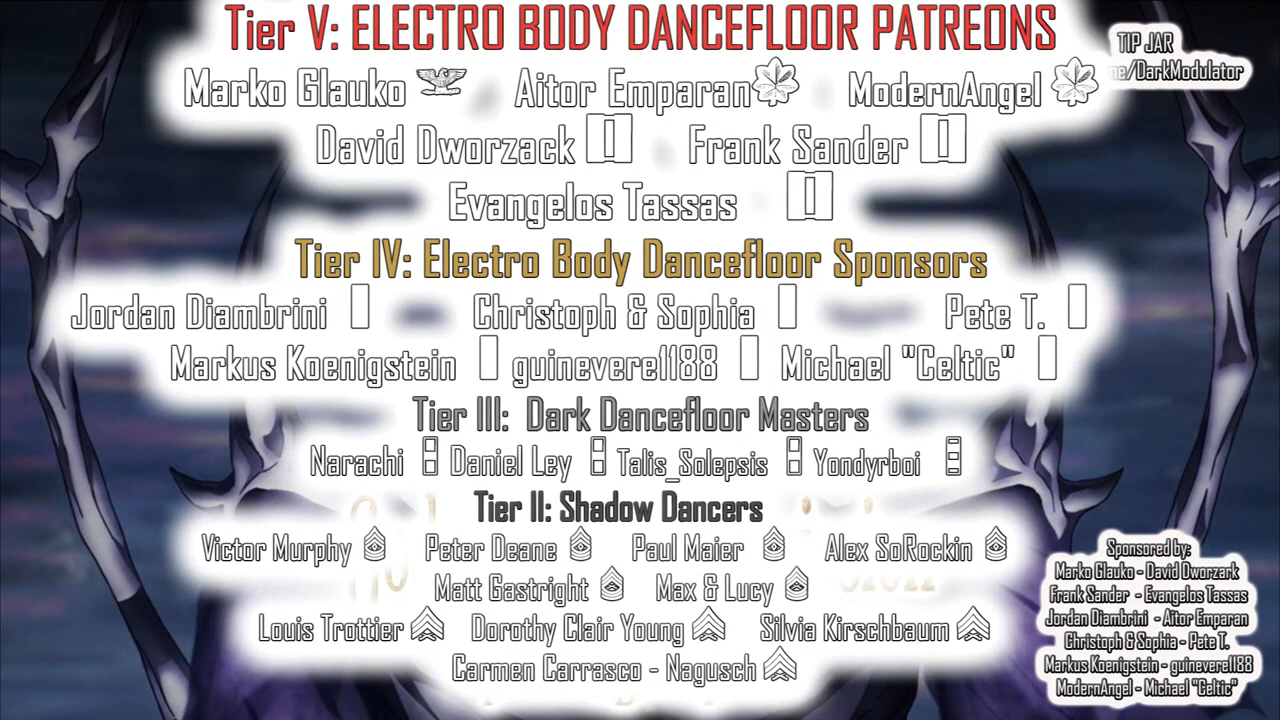 Tier V: ELECTRO BODY DANCEFLOOR PATREONS
TIP JAR
me/DarkModulator
Marko Glauko Aitor Emparan ModernAngel
David Dworzack Frank Sander
Evangelos Tassas
Tier IV: Electro Body Dancefloor Sponsors
Jordan Diambrini Christoph & Sophia Pete T.
Markus Koenigstein guinevere1188 Michael "Celtic"
Tier III: Dark Dancefloor Masters
Narachi Daniel Ley Talis_Solepsis Yondyrboi
Tier II: Shadow Dancers
Victor Murphy Peter Deane Paul Maier Alex SoRockin
Matt Gastright Max & Lucy
Louis Trottier Dorothy Clair Young Silvia Kirschbaum
Carmen Carrasco - Nagusch
Sponsored by:
Marko Glauko - David Dworzark
Frank Sander - Evangelos Tassas
Jordan Diambrini - Aitor Emparan
Christoph & Sophia - Pete T.
Markus Koenigstein - guinevere1188
ModernAngel - Michael "Celtic"